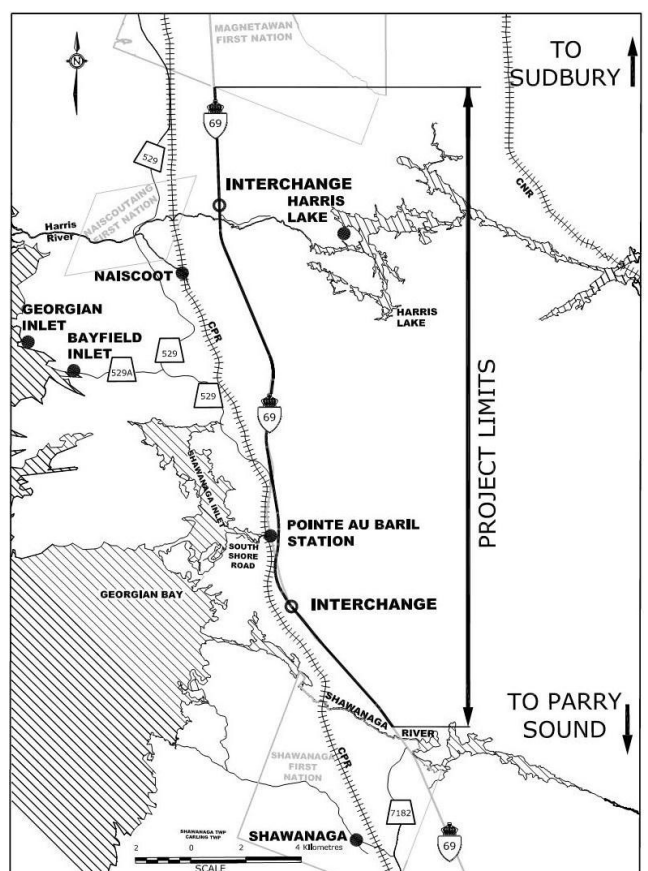 MAGNETAWAN
FIRST NATION
TO
SUDBURY
N
69
529
CNR
NAISCOUTAING
FIRST NATION
INTERCHANGE
HARRIS
LAKE
Harris
River
NAISCOOT
HARRIS
LAKE
GEORGIAN
INLET
BAYFIELD
INLET
CPR
529
529A
529
69
PROJECT LIMITS
SHAWANAGA INLET
POINTE AU BARIL
STATION
SOUTH
SHORE
ROAD
GEORGIAN BAY
INTERCHANGE
TO PARRY
SOUND
SHAWANAGA
RIVER
SHAWANAGA
FIRST
NATION
CPR
7182
SHAWANAGA TWP
CARLING TWP
SHAWANAGA
69
2 0 2 4 Kilometres
SCALE